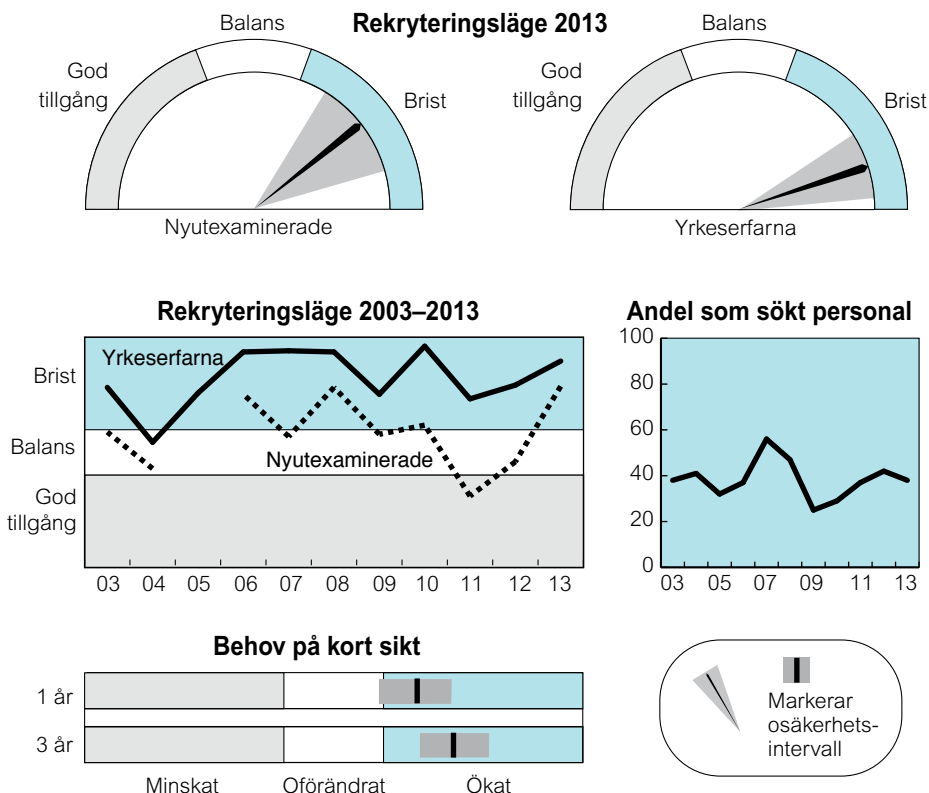 Rekryteringsläge 2013
Balans
God
tillgång
Brist
Nyutexaminerade
Balans
God
tillgång
Brist
Yrkeserfarna
Rekryteringsläge 2003–2013
Yrkeserfarna
Brist
Balans
Nyutexaminerade
God
tillgång
03 04 05 06 07 08 09 10 11 12 13
Andel som sökt personal
100
80
60
40
20
0
03 05 07 09 11 13
Behov på kort sikt
1 år
3 år
Minskat Oförändrat Ökat
Markerar
osäkerhets-
intervall